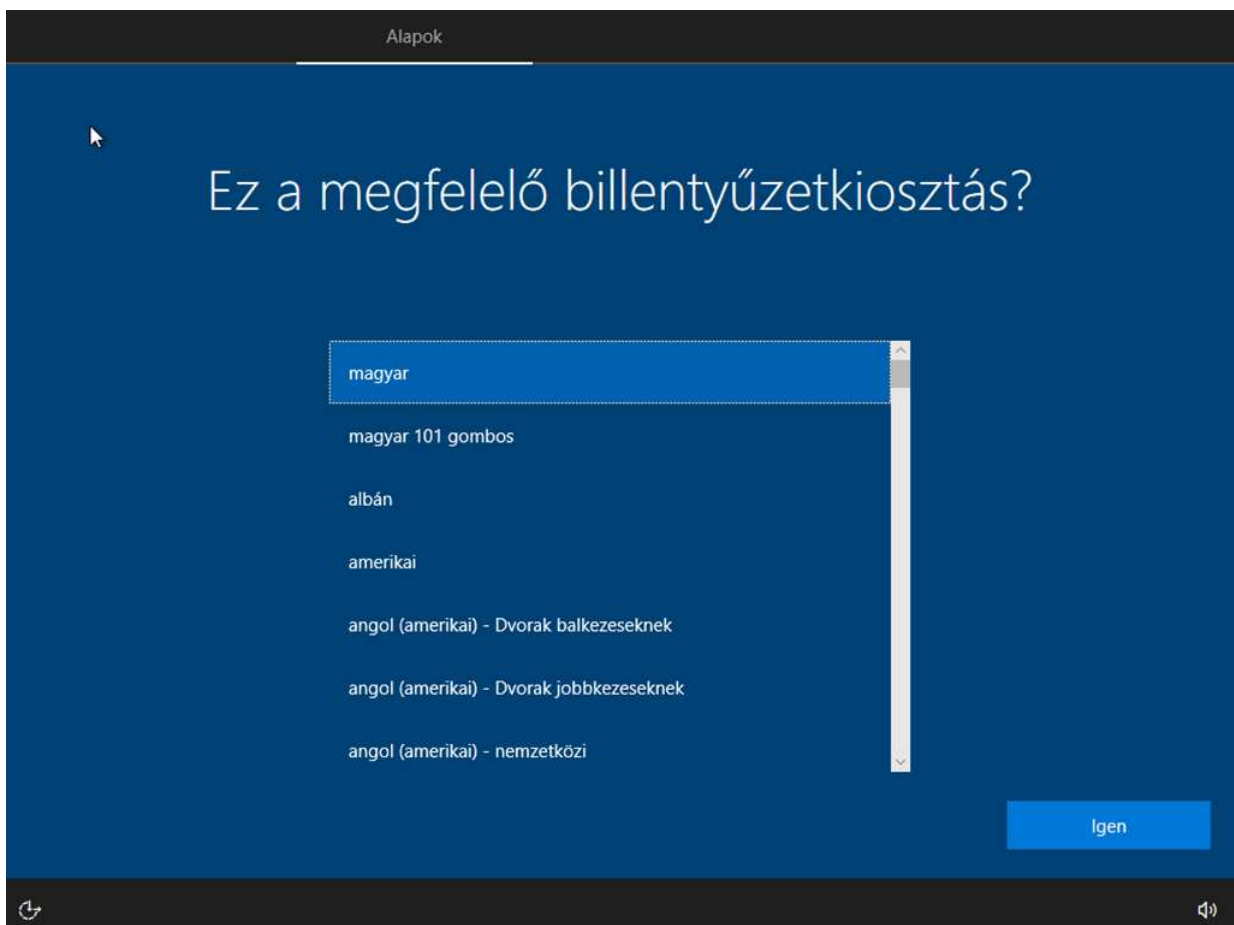 Alapok
Ez a megfelelő billentyűzetkiosztás?
magyar
magyar 101 gombos
albán
amerikai
angol (amerikai) - Dvorak balkezeseknek
angol (amerikai) - Dvorak jobbkezeseknek
angol (amerikai) - nemzetközi
Igen